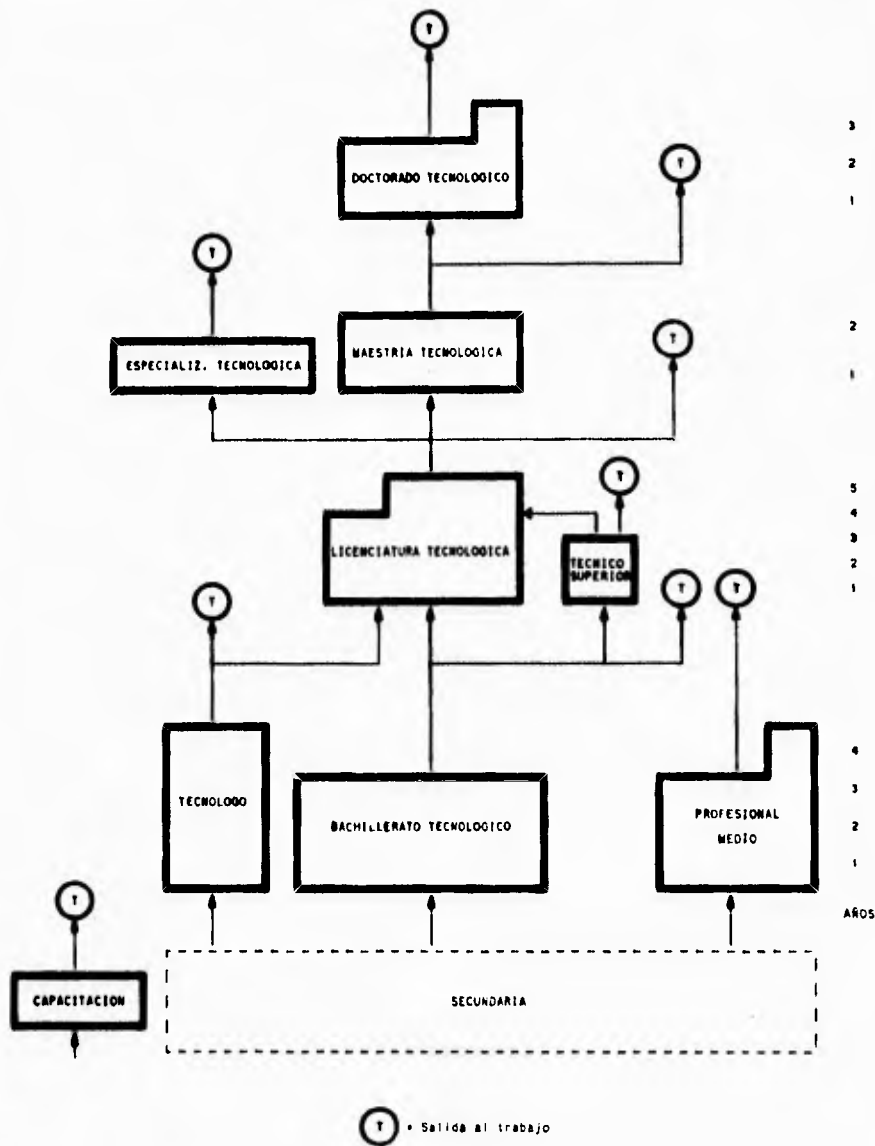 T
3
DOCTORADO TECNOLOGICO
2
T
1
T
MAESTRIA TECNOLOGICA
2
T
ESPECIALIZ. TECNOLOGICA
1
T
5
4
LICENCIATURA TECNOLOGICA
3
TECNICO
SUPERIOR
2
1
T
T
T
4
TECNOLOGO
3
PROFESIONAL
MEDIO
BACHILLERATO TECNOLOGICO
2
1
T
AÑOS
CAPACITACION
SECUNDARIA
T = Salida al trabajo